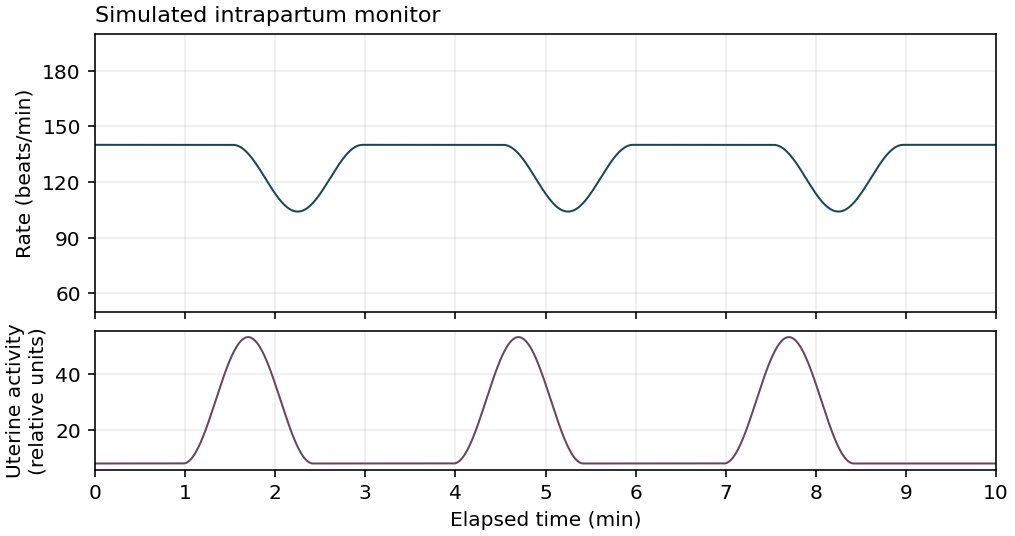 Simulated intrapartum monitor
Rate (beats/min)
180
150
120
90
60
Uterine activity
(relative units)
40
20
0 1 2 3 4 5 6 7 8 9 10
Elapsed time (min)